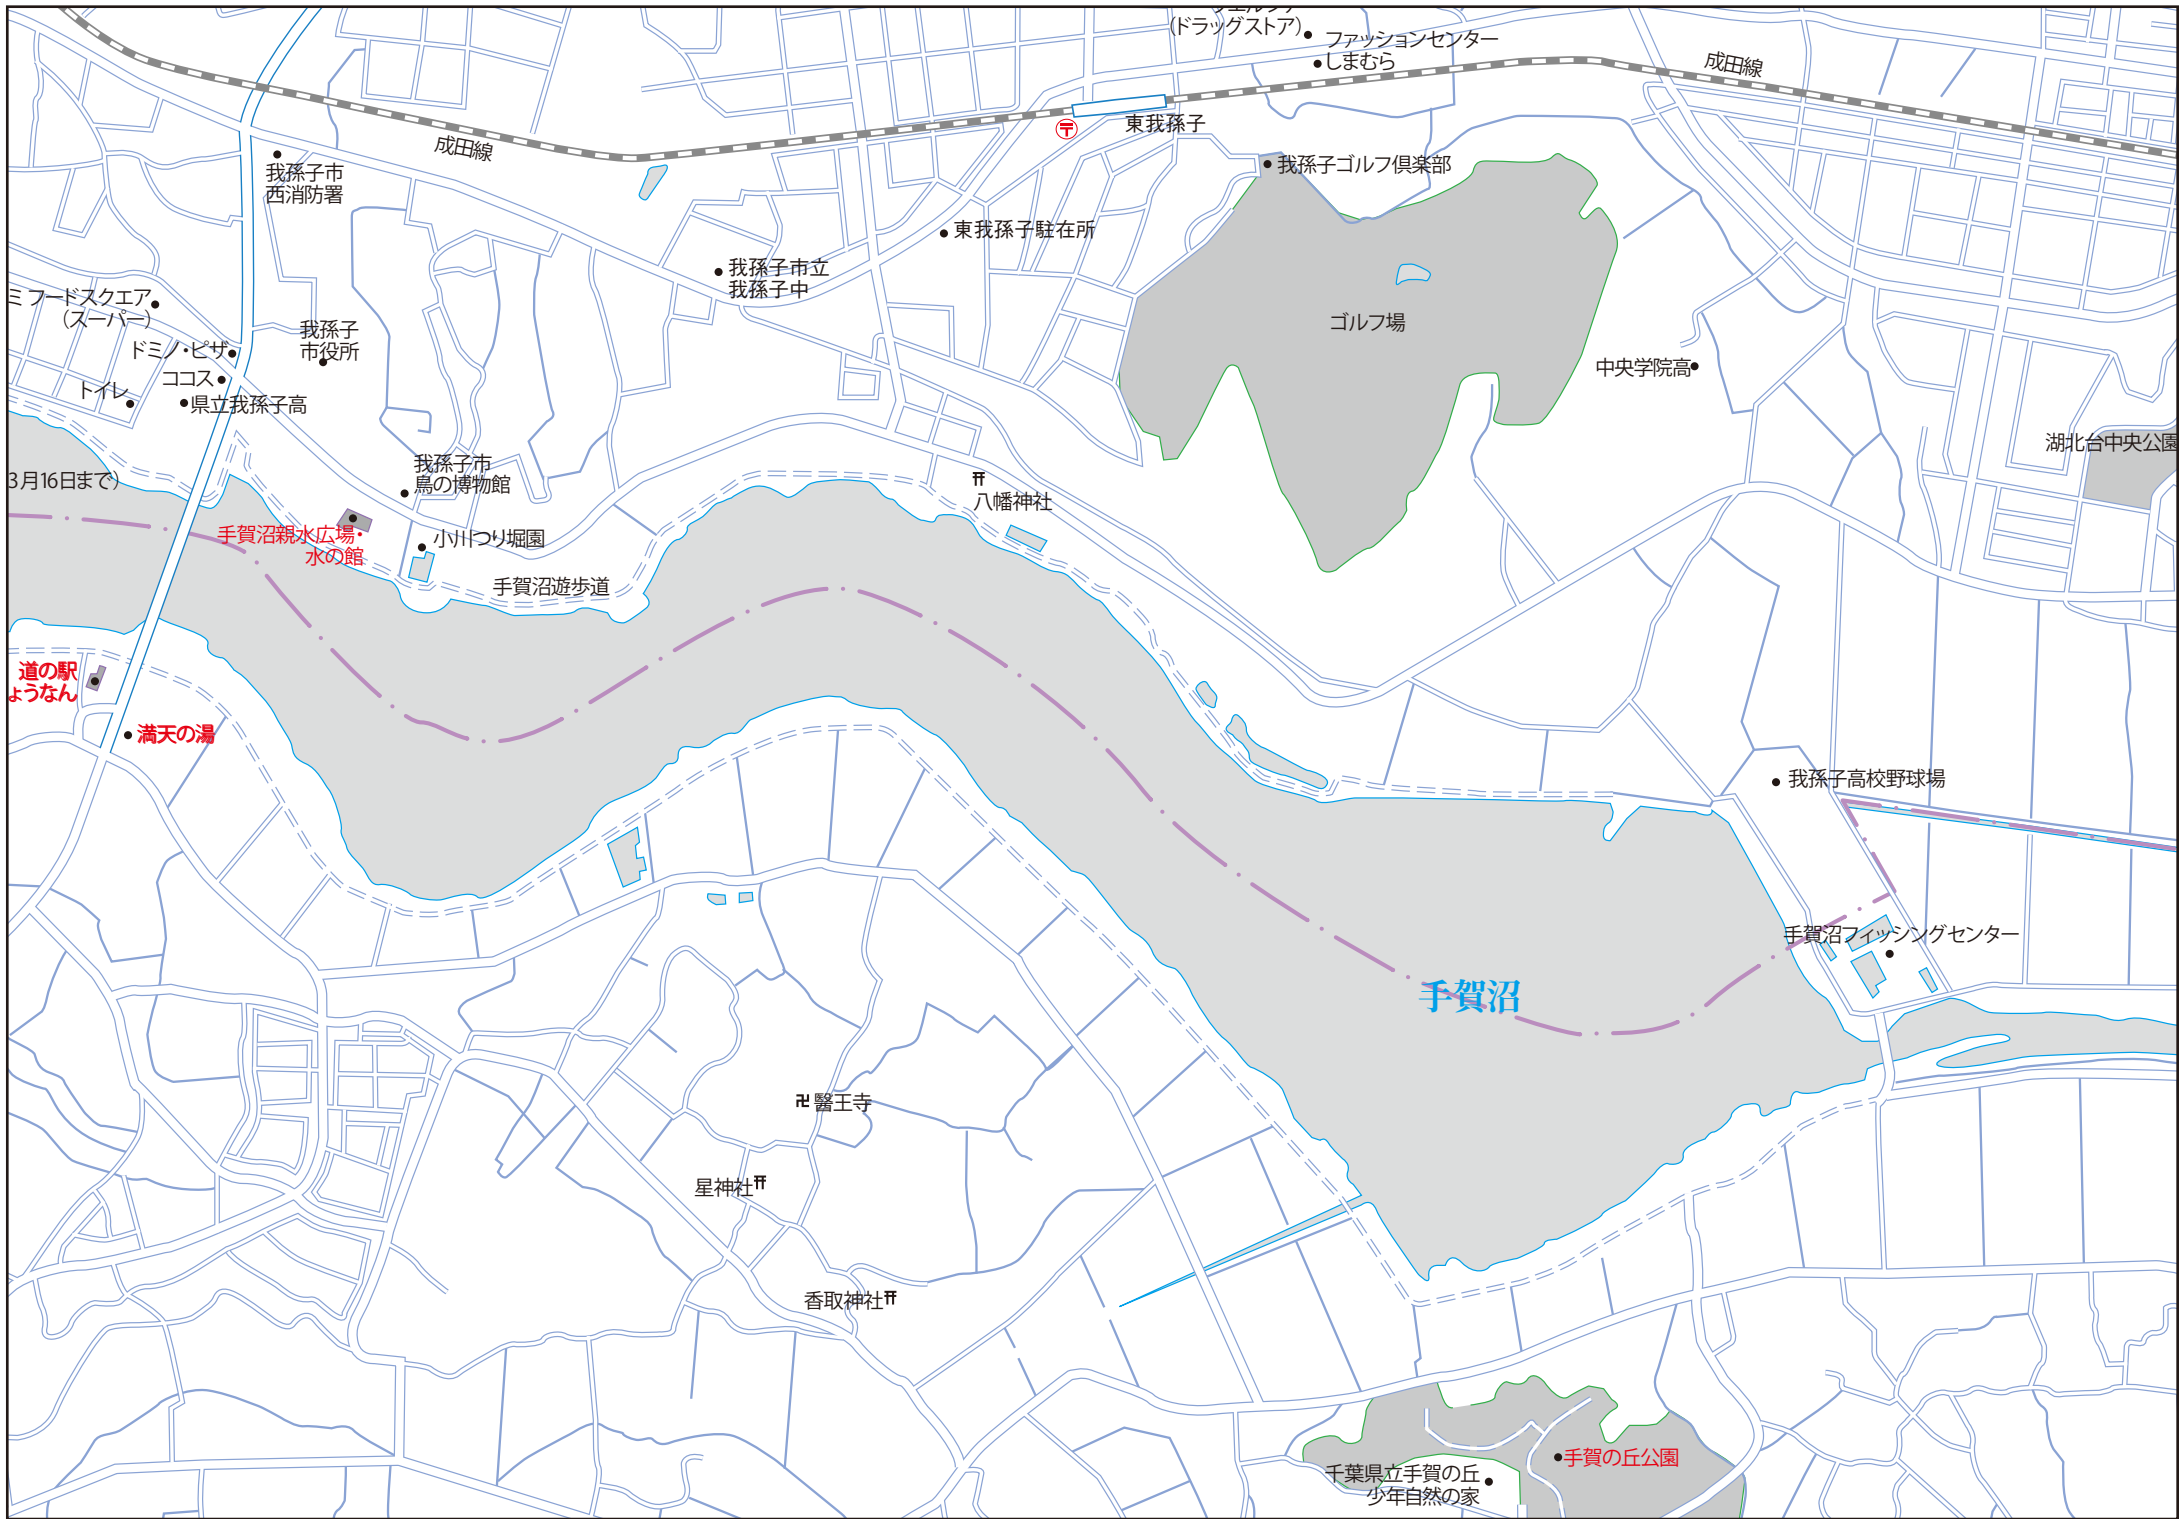 (ドラッグストア)
ファッションセンター
しまむら
成田線
東我孫子
成田線
我孫子市
西消防署
我孫子ゴルフ倶楽部
東我孫子駐在所
我孫子市立
我孫子中
ミフードスクエア
(スーパー)
我孫子
市役所
ゴルフ場
ドミノ・ピザ
ココス
トイレ
県立我孫子高
中央学院高
湖北台中央公園
我孫子市
鳥の博物館
3月16日まで)
八幡神社
手賀沼親水広場・
水の館
小川つり堀園
手賀沼遊歩道
道の駅
ょうなん
満天の湯
我孫子高校野球場
手賀沼フィッシングセンター
手賀沼
卍醫王寺
星神社
香取神社
手賀の丘公園
千葉県立手賀の丘
少年自然の家